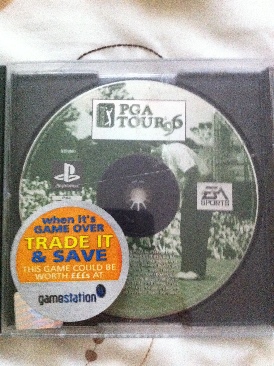 PGA
TOUR 96
PlayStation
EA
SPORTS
when it's
GAME OVER
TRADE IT
& SAVE
THIS GAME COULD BE
WORTH £££s AT
gamestation